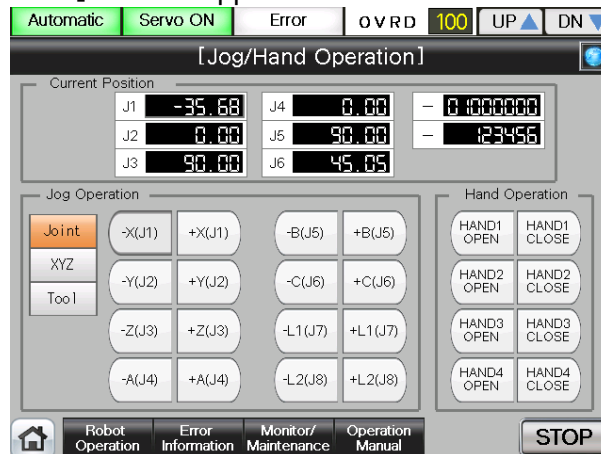 Automatic Servo ON Error OVRD 100 UP DN
[Jog/Hand Operation]
Current Position
J1 -35.68 J4 0.00 - 01000000
J2 0.00 J5 90.00 - 123456
J3 90.00 J6 45.05
Jog Operation Hand Operation
Joint -X(J1) +X(J1) -B(J5) +B(J5) HAND1 OPEN HAND1 CLOSE
XYZ
-Y(J2) +Y(J2) -C(J6) +C(J6) HAND2 OPEN HAND2 CLOSE
Tool
-Z(J3) +Z(J3) -L1(J7) +L1(J7) HAND3 OPEN HAND3 CLOSE
-A(J4) +A(J4) -L2(J8) +L2(J8) HAND4 OPEN HAND4 CLOSE
Robot Operation Error Information Monitor/ Maintenance Operation Manual STOP